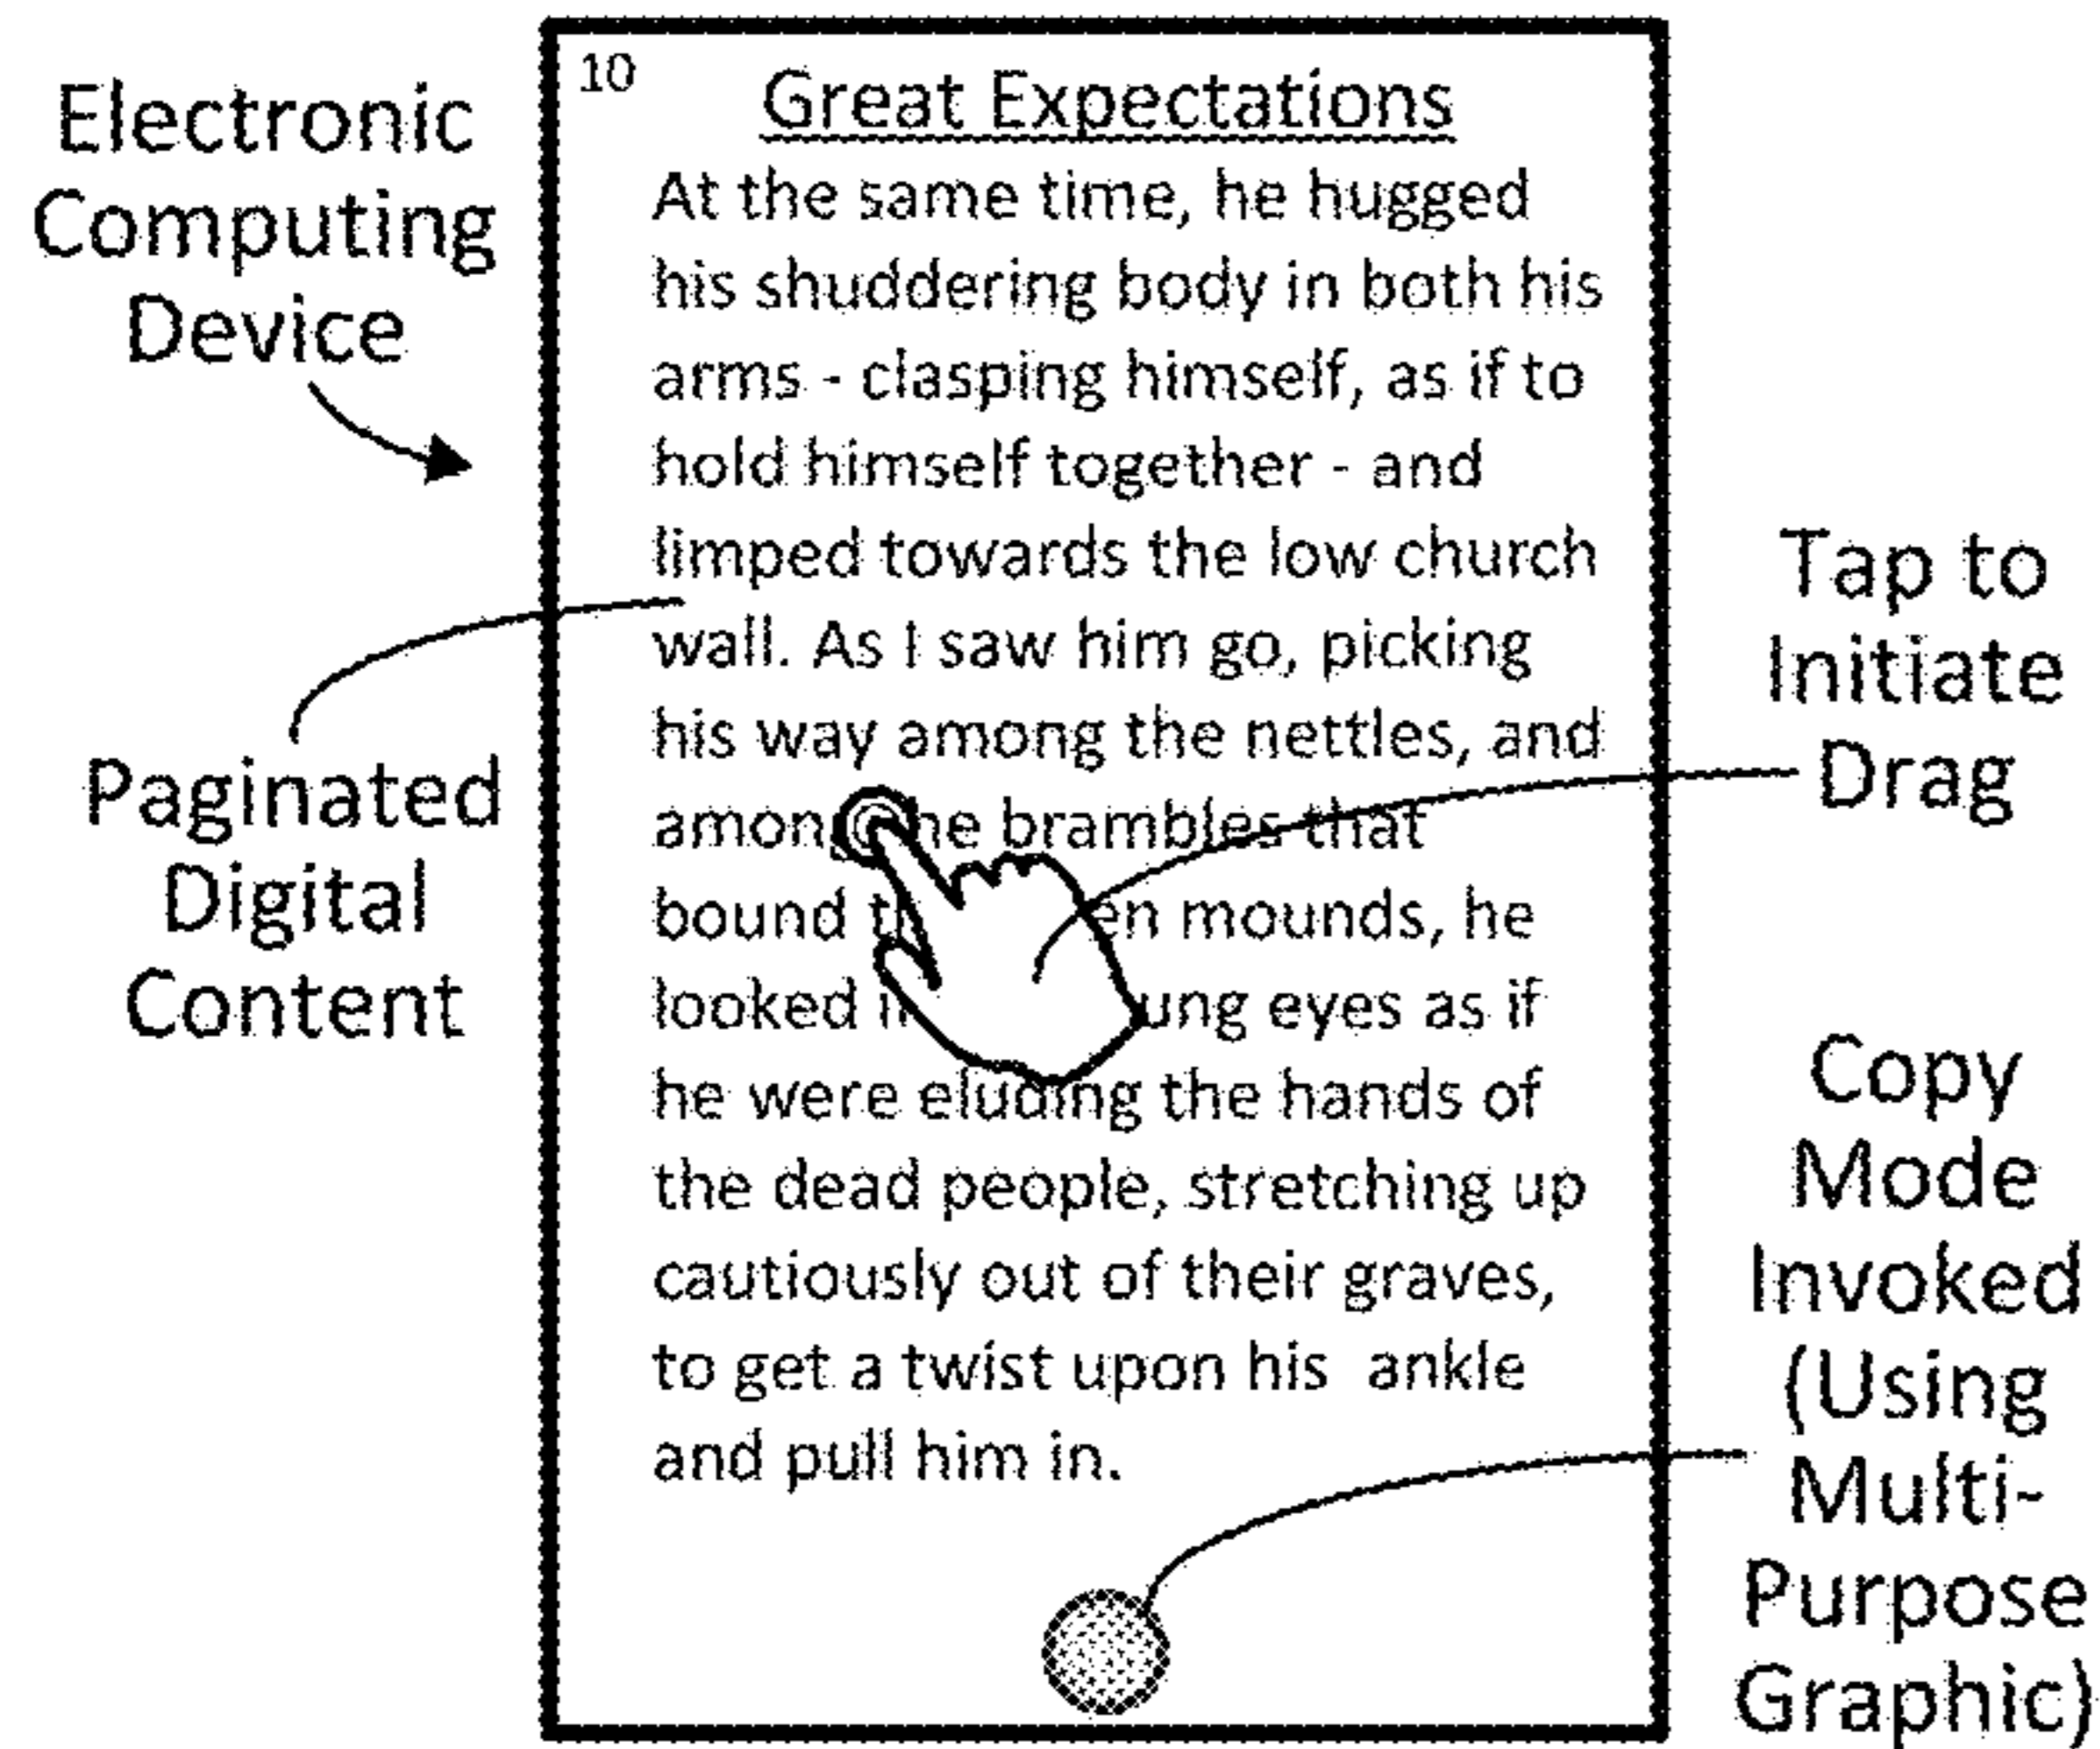 Electronic
Computing
Device
Paginated
Digital
Content
10
Great Expectations
At the same time, he hugged
his shuddering body in both his
arms - clasping himself, as if to
hold himself together - and
limped towards the low church
wall. As I saw him go, picking
his way among the nettles, and
among he brambles that
bound en mounds, he
looked ung eyes as if
he were eluding the hands of
the dead people, stretching up
cautiously out of their graves,
to get a twist upon his ankle
and pull him in.
Tap to
Initiate
Drag
Copy
Mode
Invoked
(Using
Multi-
Purpose
Graphic)